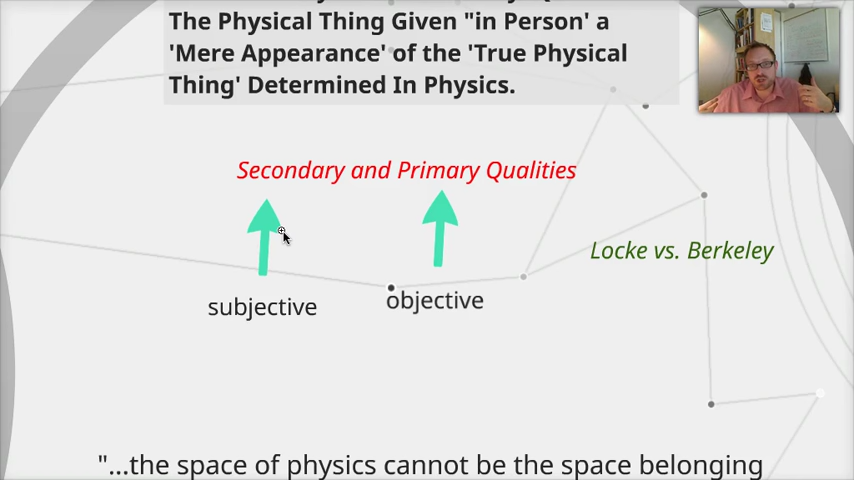 The Physical Thing Given "in Person' a
'Mere Appearance' of the 'True Physical
Thing' Determined In Physics.
Secondary and Primary Qualities
Locke vs. Berkeley
subjective
objective
"...the space of physics cannot be the space belonging